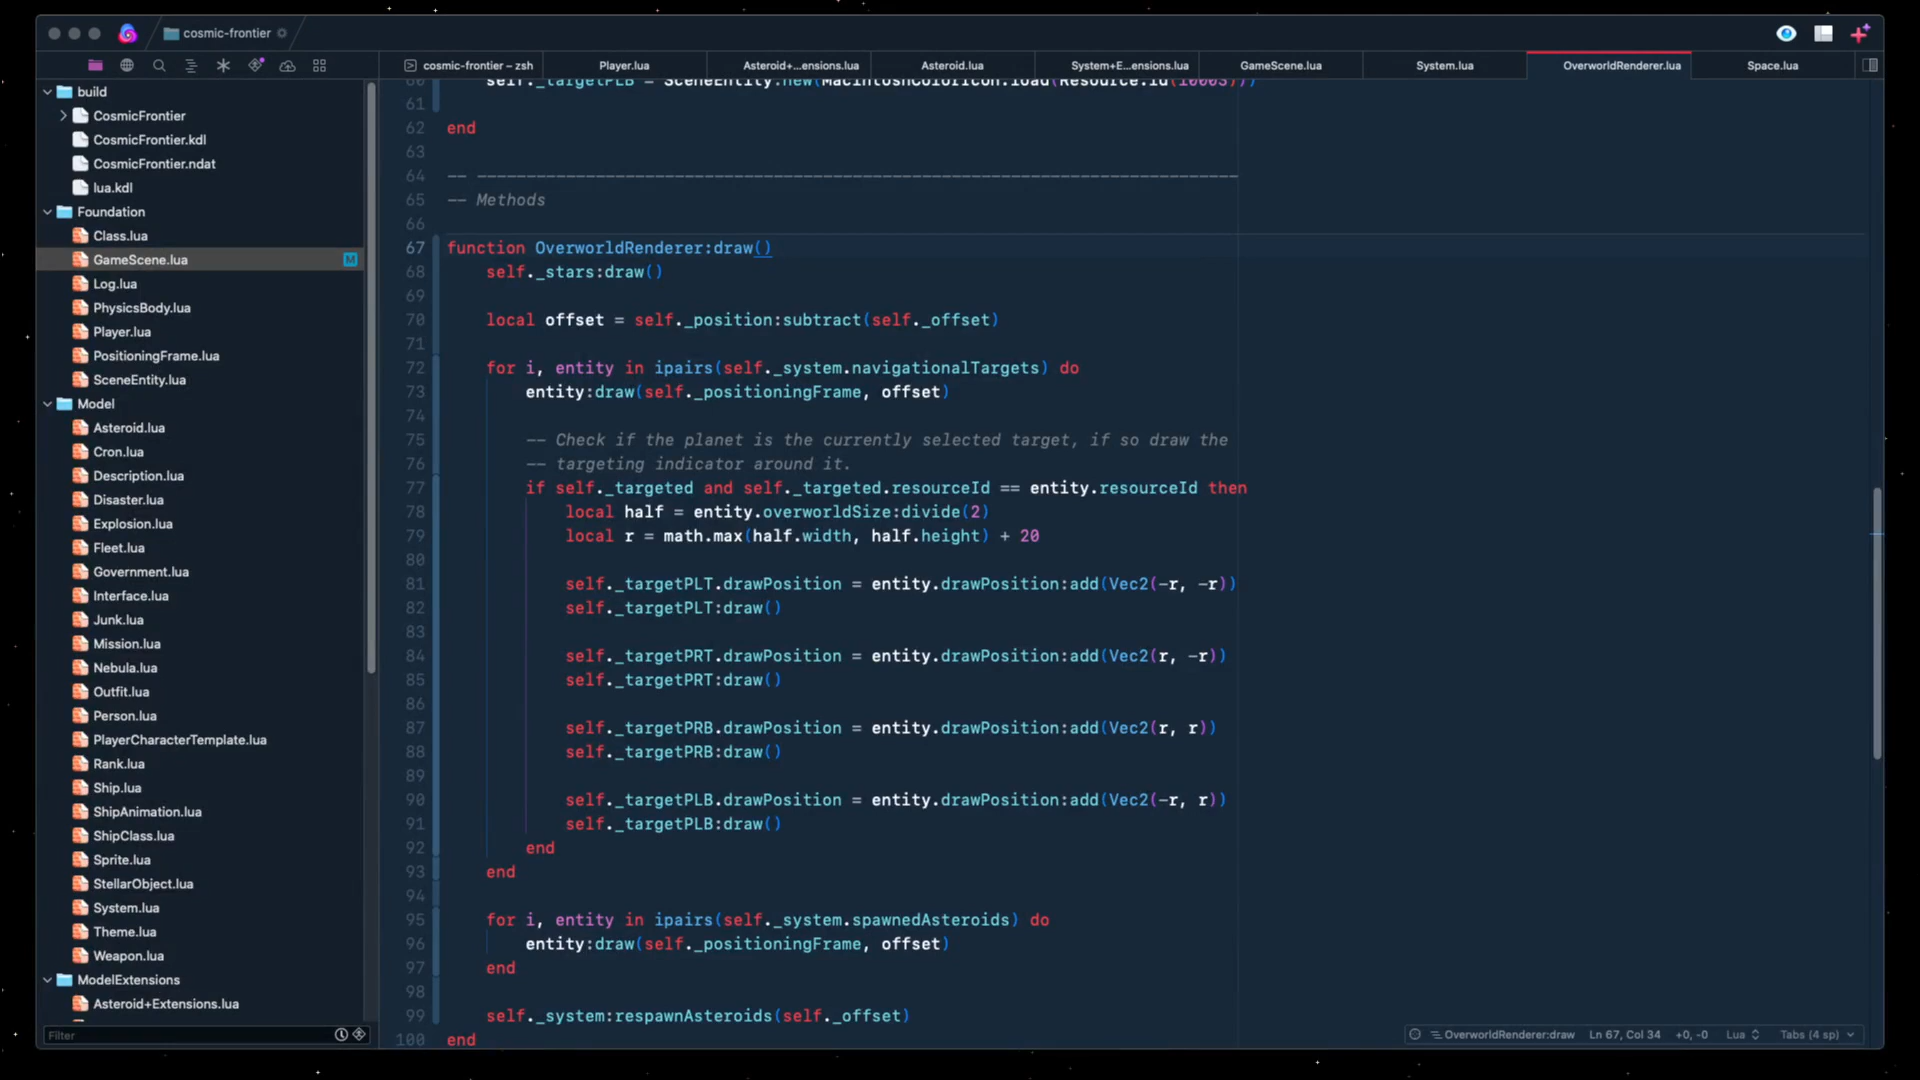 cosmic-frontier
cosmic-frontier – zsh
Player.lua
Asteroid+...ensions.lua
Asteroid.lua
System+E...ensions.lua
GameScene.lua
System.lua
OverworldRenderer.lua
Space.lua
build
CosmicFrontier
CosmicFrontier.kdl
CosmicFrontier.ndat
lua.kdl
Foundation
Class.lua
GameScene.lua M
Log.lua
PhysicsBody.lua
Player.lua
PositioningFrame.lua
SceneEntity.lua
Model
Asteroid.lua
Cron.lua
Description.lua
Disaster.lua
Explosion.lua
Fleet.lua
Government.lua
Interface.lua
Junk.lua
Mission.lua
Nebula.lua
Outfit.lua
Person.lua
PlayerCharacterTemplate.lua
Rank.lua
Ship.lua
ShipAnimation.lua
ShipClass.lua
Sprite.lua
StellarObject.lua
System.lua
Theme.lua
Weapon.lua
ModelExtensions
Asteroid+Extensions.lua
Filter
60 self._targetPLB = SceneEntity.new(MacintoshColorIcon.load(Resource.id(10003)))
61
62 end
63
64 -- -----------------------------------------------------------------------------
65 -- Methods
66
67 function OverworldRenderer:draw()
68 self._stars:draw()
69
70 local offset = self._position:subtract(self._offset)
71
72 for i, entity in ipairs(self._system.navigationalTargets) do
73 entity:draw(self._positioningFrame, offset)
74
75 -- Check if the planet is the currently selected target, if so draw the
76 -- targeting indicator around it.
77 if self._targeted and self._targeted.resourceId == entity.resourceId then
78 local half = entity.overworldSize:divide(2)
79 local r = math.max(half.width, half.height) + 20
80
81 self._targetPLT.drawPosition = entity.drawPosition:add(Vec2(-r, -r))
82 self._targetPLT:draw()
83
84 self._targetPRT.drawPosition = entity.drawPosition:add(Vec2(r, -r))
85 self._targetPRT:draw()
86
87 self._targetPRB.drawPosition = entity.drawPosition:add(Vec2(r, r))
88 self._targetPRB:draw()
89
90 self._targetPLB.drawPosition = entity.drawPosition:add(Vec2(-r, r))
91 self._targetPLB:draw()
92 end
93 end
94
95 for i, entity in ipairs(self._system.spawnedAsteroids) do
96 entity:draw(self._positioningFrame, offset)
97 end
98
99 self._system:respawnAsteroids(self._offset)
100 end
OverworldRenderer:draw Ln 67, Col 34 +0, -0 Lua Tabs (4 sp)